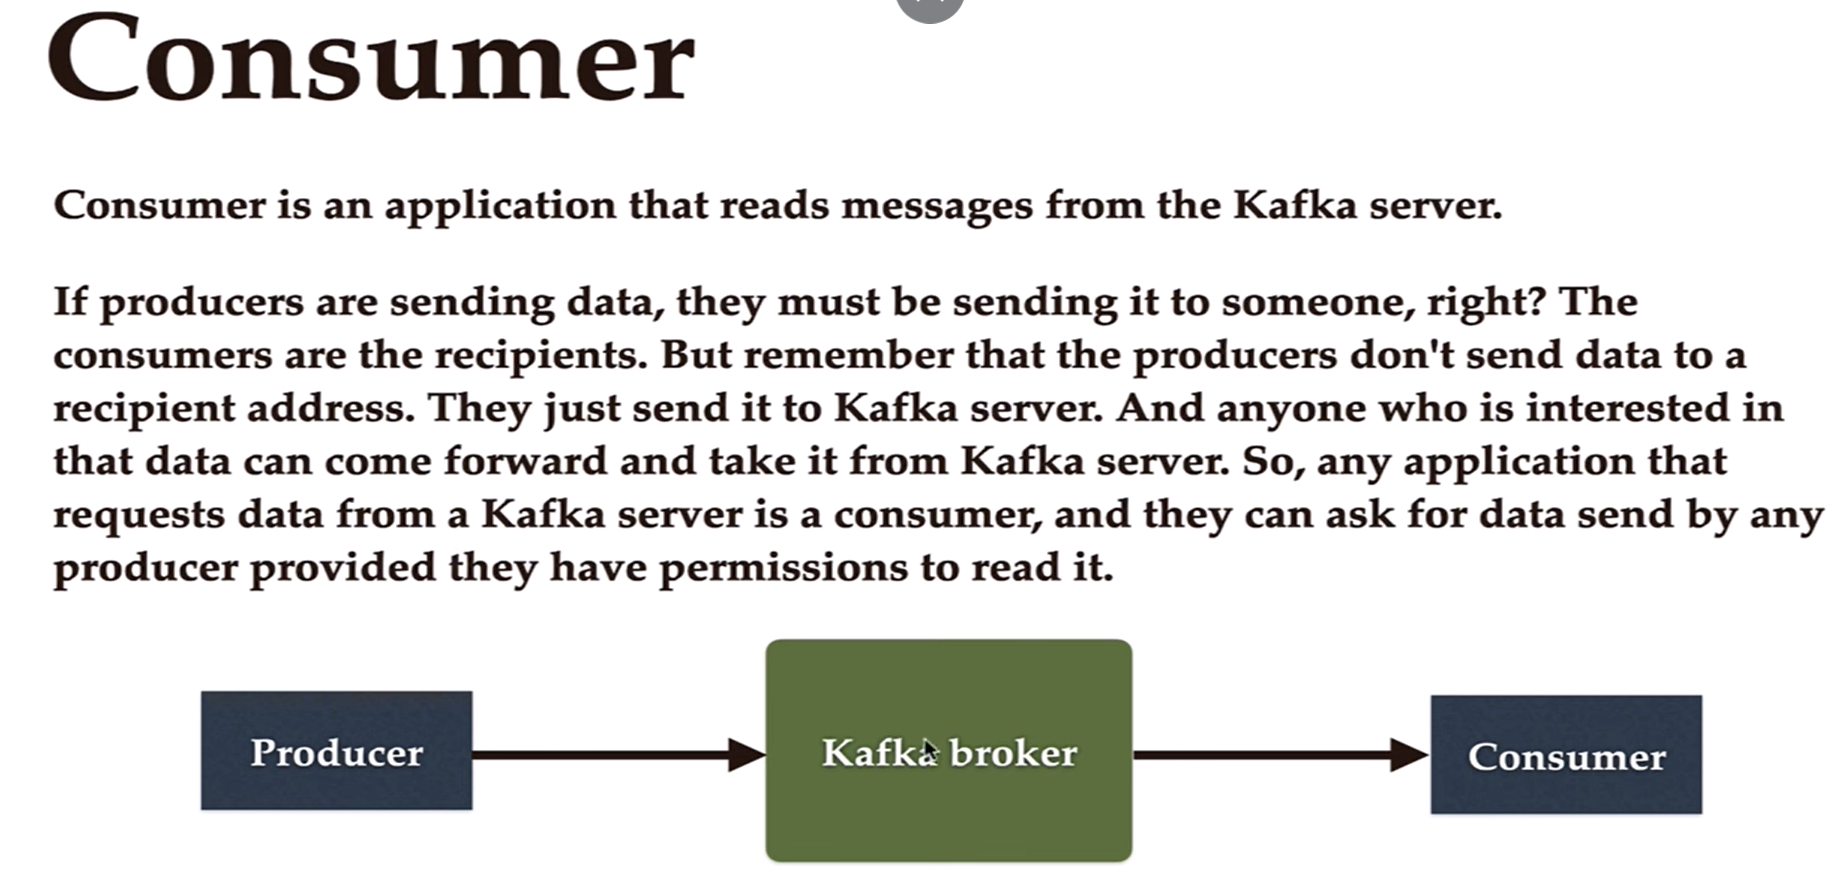 Consumer
Consumer is an application that reads messages from the Kafka server.
If producers are sending data, they must be sending it to someone, right? The
consumers are the recipients. But remember that the producers don't send data to a
recipient address. They just send it to Kafka server. And anyone who is interested in
that data can come forward and take it from Kafka server. So, any application that
requests data from a Kafka server is a consumer, and they can ask for data send by any
producer provided they have permissions to read it.
Producer
Kafka broker
Consumer